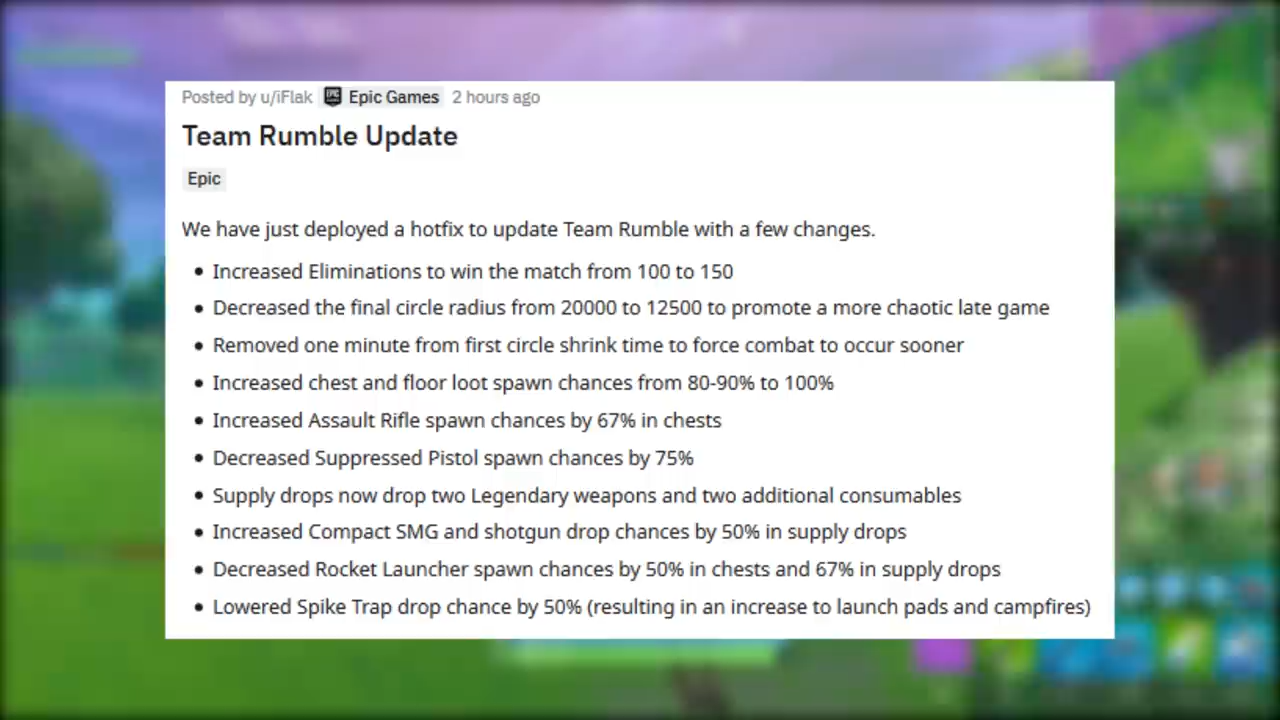 Posted by u/iFlak Epic Games 2 hours ago
Team Rumble Update
Epic
We have just deployed a hotfix to update Team Rumble with a few changes.
• Increased Eliminations to win the match from 100 to 150
• Decreased the final circle radius from 20000 to 12500 to promote a more chaotic late game
• Removed one minute from first circle shrink time to force combat to occur sooner
• Increased chest and floor loot spawn chances from 80-90% to 100%
• Increased Assault Rifle spawn chances by 67% in chests
• Decreased Suppressed Pistol spawn chances by 75%
• Supply drops now drop two Legendary weapons and two additional consumables
• Increased Compact SMG and shotgun drop chances by 50% in supply drops
• Decreased Rocket Launcher spawn chances by 50% in chests and 67% in supply drops
• Lowered Spike Trap drop chance by 50% (resulting in an increase to launch pads and campfires)